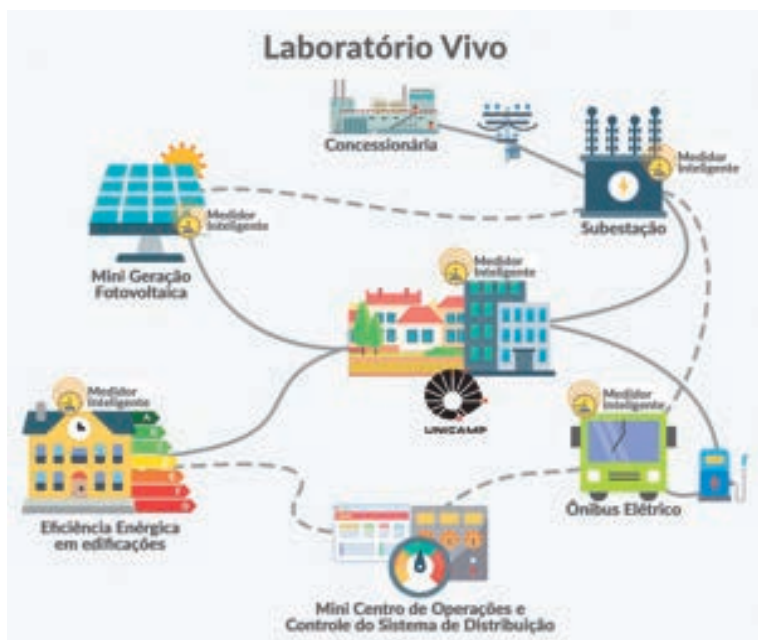 Laboratório Vivo
Concessionária
Medidor
Inteligente
Subestação
Medidor
Inteligente
Mini Geração
Fotovoltaica
Medidor
Inteligente
UNICAMP
Medidor
Inteligente
Medidor
Inteligente
A
F
Eficiência Enérgica
em edificações
Ônibus Elétrico
Mini Centro de Operações e
Controle do Sistema de Distribuição